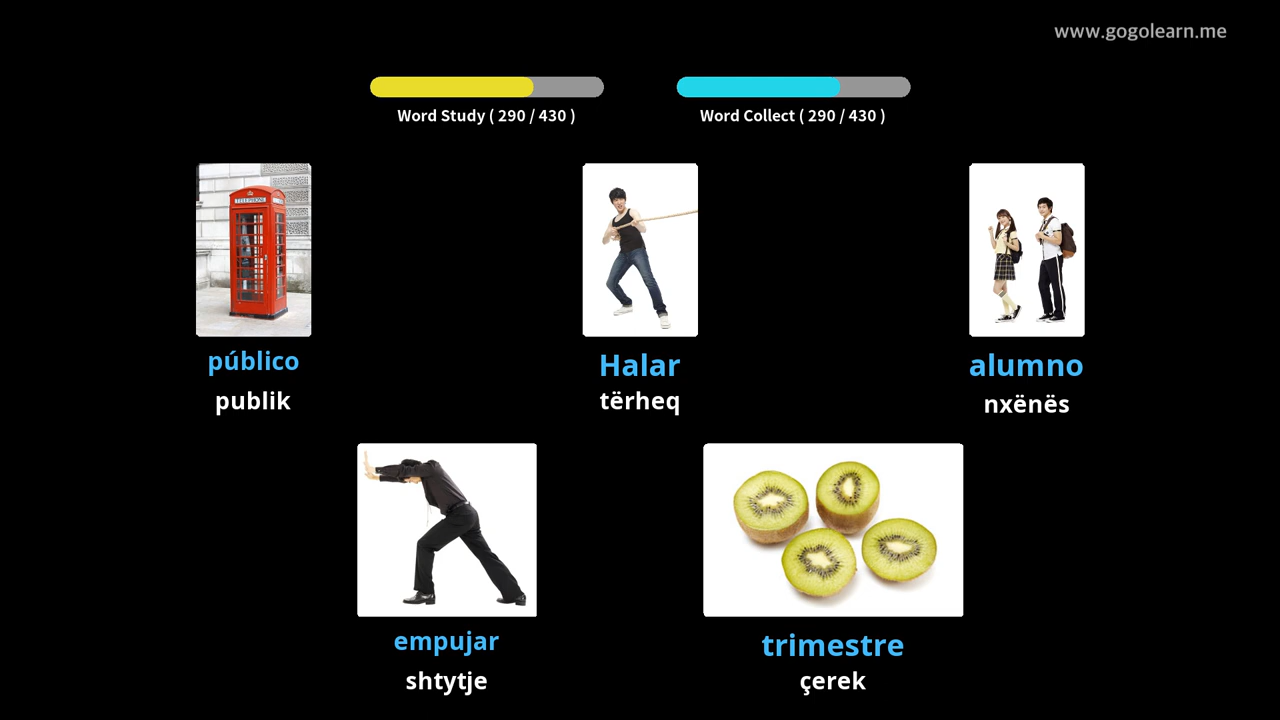 www.gogolearn.me
Word Study ( 290 / 430 )
Word Collect ( 290 / 430 )
TELEPHONE
público
publik
Halar
tërheq
alumno
nxënës
empujar
shtytje
trimestre
çerek